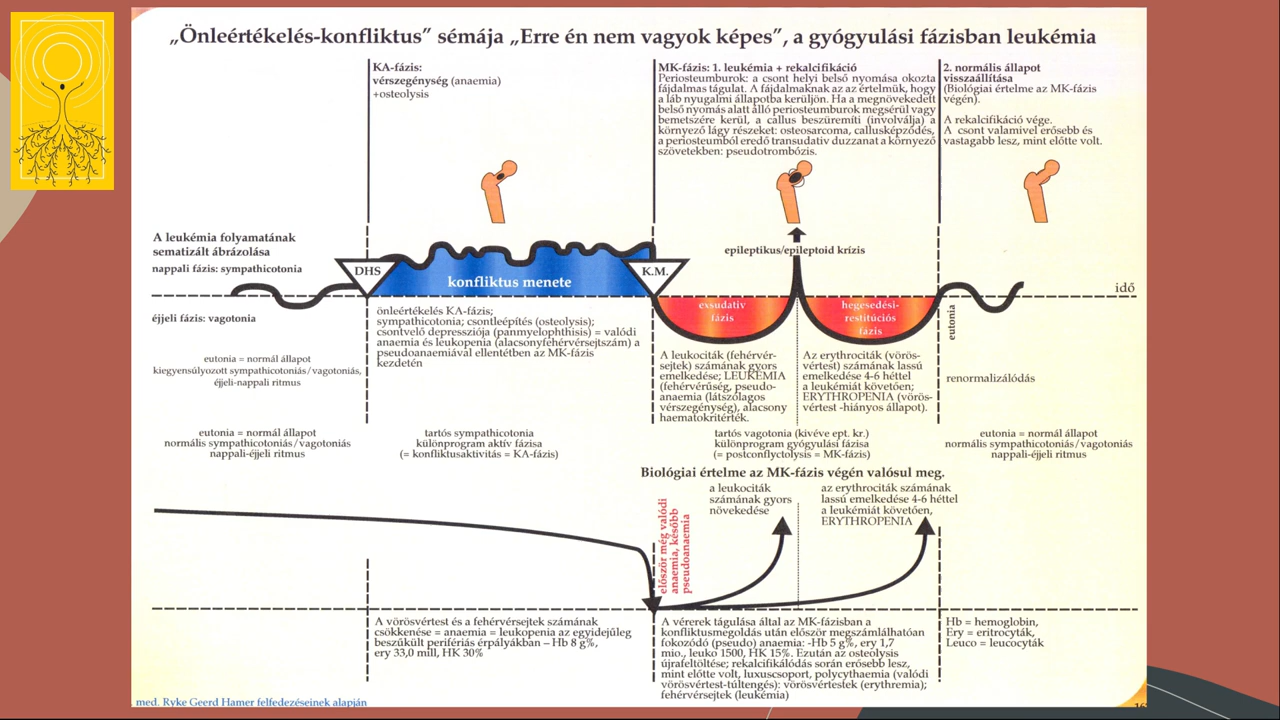 „Önleértékelés-konfliktus” sémája „Erre én nem vagyok képes”, a gyógyulási fázisban leukémia
KA-fázis:
vérszegénység (anaemia)
+osteolysis
MK-fázis: 1. leukémia + rekalcifikáció
Periosteumburok: a csont helyi belső nyomása okozta
fájdalmas tágulat. A fájdalmaknak az az értelmük, hogy
a láb nyugalmi állapotba kerüljön. Ha a megnövekedett
belső nyomás alatt álló periosteumburok megsérül vagy
bemetszére kerül, a callus beszüremíti (involválja) a
környező lágy részeket: osteosarcoma, callusképződés,
a periosteumból eredő transudativ duzzanat a környező
szövetekben: pseudotrombózis.
2. normális állapot
visszaállítása
(Biológiai értelme az MK-fázis
végén).
A rekalcifikáció vége.
A csont valamivel erősebb és
vastagabb lesz, mint előtte volt.
A leukémia folyamatának
sematizált ábrázolása
nappali fázis: sympathicotonia
DHS
konfliktus menete
K.M.
epileptikus/epileptoid krízis
idő
exsudativ
fázis
hegesedési-
restitúciós
fázis
eutonia
éjjeli fázis: vagotonia
eutonia = normál állapot
kiegyensúlyozott sympathicotoniás/vagotoniás,
éjjeli-nappali ritmus
önleértékelés KA-fázis;
sympathicotonia; csontleépítés (osteolysis);
csontvelő depressziója (panmyelophthisis) = valódi
anaemia és leukopenia (alacsonyfehérvérsejtszám) a
pseudoanaemiával ellentétben az MK-fázis
kezdetén
A leukociták (fehérvér-
sejtek) számának gyors
emelkedése; LEUKÉMIA
(fehérvérűség, pseudo-
anaemia (látszólagos
vérszegénység), alacsony
haematokritérték.
Az erythrociták (vörös-
vértest) számának lassú
emelkedése 4-6 héttel
a leukémiát követően;
ERYTHROPENIA (vörös-
vértest -hiányos állapot).
renormalizálódás
eutonia = normál állapot
normális sympathicotoniás/vagotoniás
nappali-éjjeli ritmus
tartós sympathicotonia
különprogram aktív fázisa
(= konfliktusaktivitás = KA-fázis)
tartós vagotonia (kivéve ept. kr.)
különprogram gyógyulási fázisa
(= postconflyctolysis = MK-fázis)
eutonia = normál állapot
normális sympathicotoniás/vagotoniás
nappali-éjjeli ritmus
Biológiai értelme az MK-fázis végén valósul meg.
először még valódi
anaemia, később
pseudoanaemia
a leukociták
számának gyors
növekedése
az erythrociták számának
lassú emelkedése 4-6 héttel
a leukémiát követően,
ERYTHROPENIA
A vörösvértest és a fehérvérsejtek számának
csökkenése = anaemia = leukopenia az egyidejűleg
beszűkült perifériás érpályákban – Hb 8 g%,
ery 33,0 mill, HK 30%
A vérerek tágulása által az MK-fázisban a
konfliktusmegoldás után először megszámlálhatóan
fokozódó (pseudo) anaemia: -Hb 5 g%, ery 1,7
mio., leuko 1500, HK 15%. Ezután az osteolysis
újrafeltöltése; rekalcifikálódás során erősebb lesz,
mint előtte volt, luxuscsoport, polycythaemia (valódi
vörösvértest-túltengés): vörösvértestek (erythremia);
fehérvérsejtek (leukémia)
Hb = hemoglobin,
Ery = eritrocyták,
Leuco = leucocyták
med. Ryke Geerd Hamer felfedezéseinek alapján